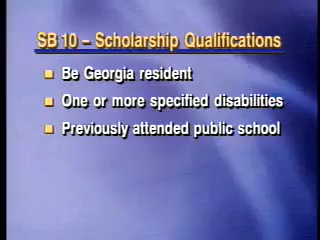 SB 10 – Scholarship Qualifications
Be Georgia resident
One or more specified disabilities
Previously attended public school